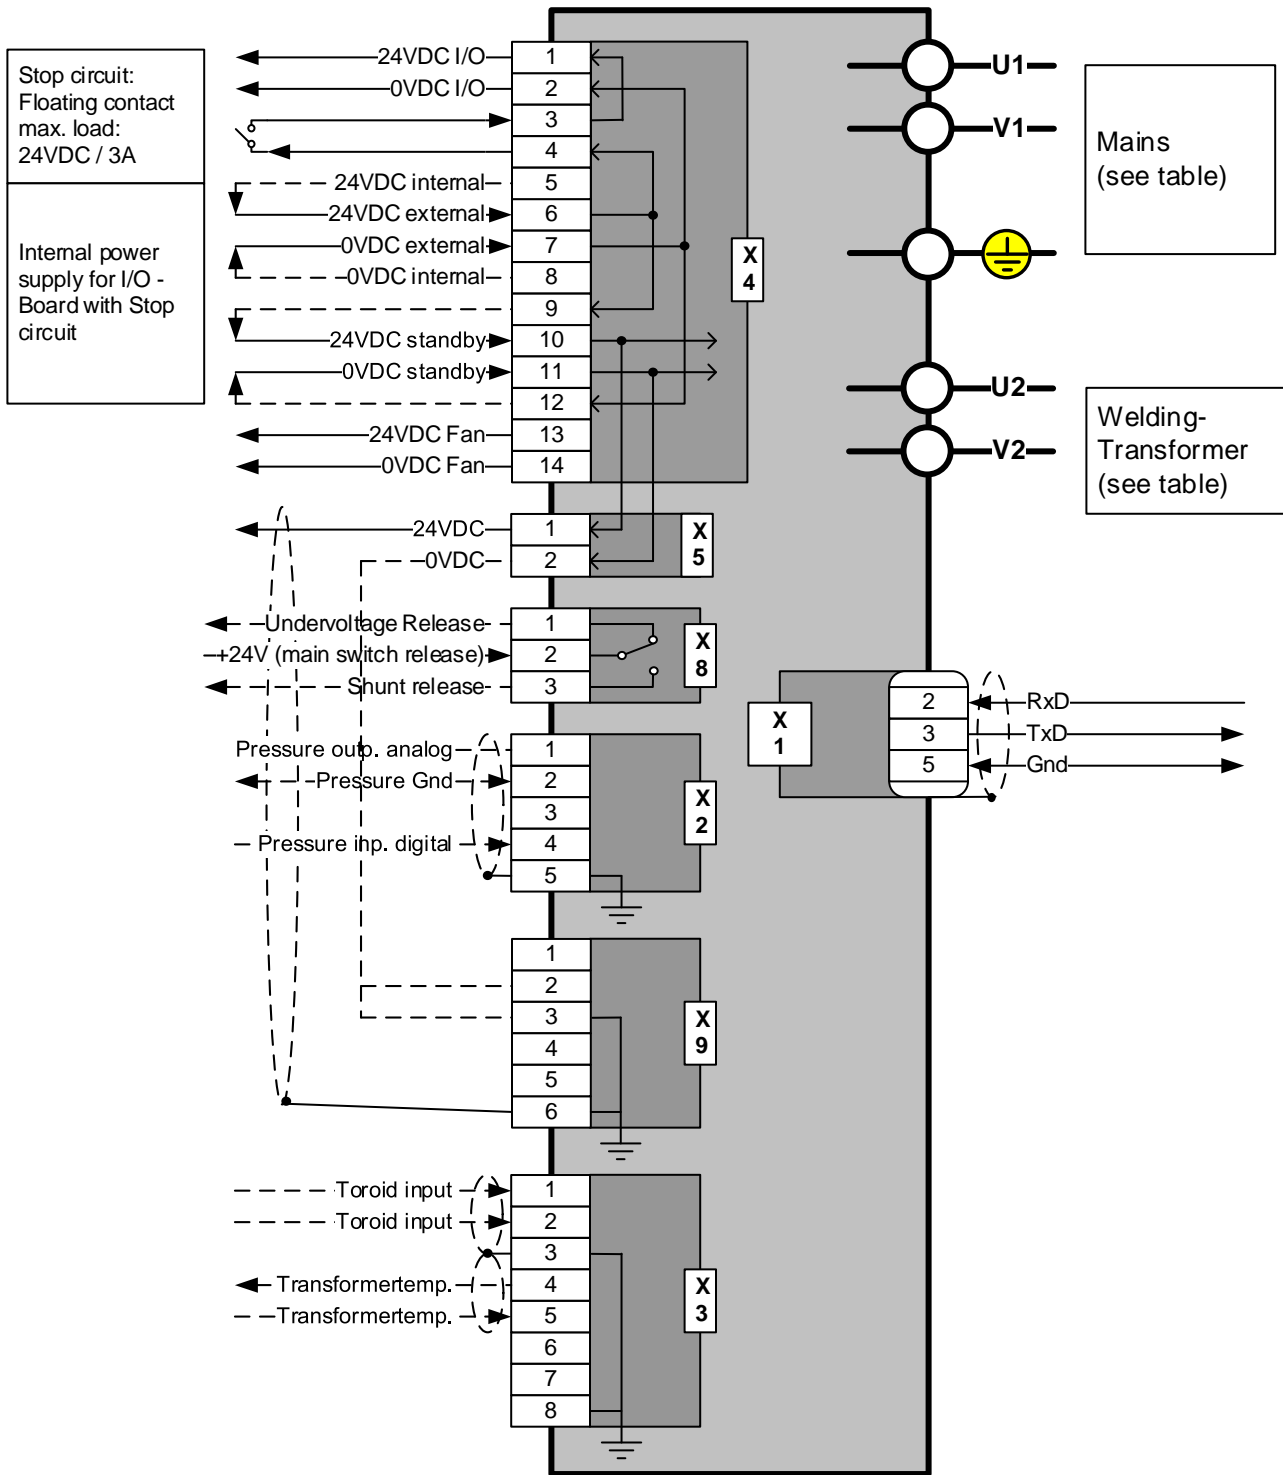 Stop circuit:
Floating contact
max. load:
24VDC / 3A
Internal power
supply for I/O -
Board with Stop
circuit
24VDC I/O 1
0VDC I/O 2
3
4
24VDC internal 5
24VDC external 6
0VDC external 7
0VDC internal 8
9
24VDC standby 10
0VDC standby 11
12
24VDC Fan 13
0VDC Fan 14
X
4
24VDC 1
0VDC 2
X
5
Undervoltage Release 1
+24V (main switch release) 2
Shunt release 3
X
8
Pressure outp. analog 1
Pressure Gnd 2
3
Pressure inp. digital 4
5
X
2
1
2
3
4
5
6
X
9
Toroid input 1
Toroid input 2
3
Transformertemp. 4
Transformertemp. 5
6
7
8
X
3
U1
V1
Mains
(see table)
U2
V2
Welding-
Transformer
(see table)
X
1
2 RxD
3 TxD
5 Gnd